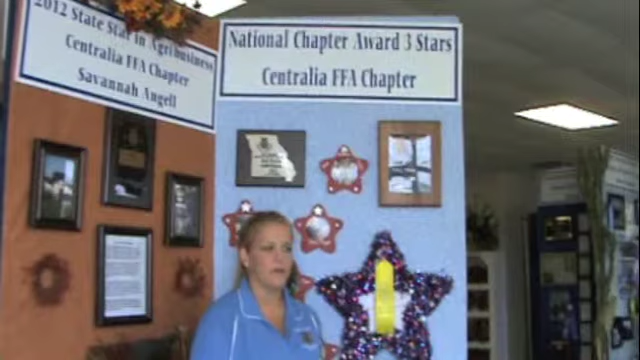 2012 State Star in Agribusiness
Centralia FFA Chapter
Savannah Angell
National Chapter Award 3 Stars
Centralia FFA Chapter